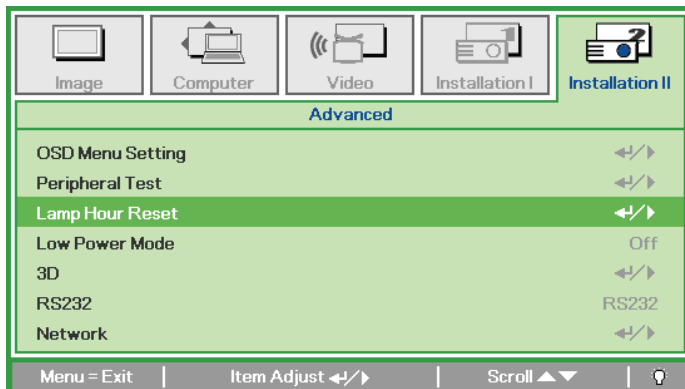 Image Computer Video Installation I Installation II
Advanced
OSD Menu Setting
Peripheral Test
Lamp Hour Reset
Low Power Mode Off
3D
RS232 RS232
Network
Menu = Exit Item Adjust ↵/▶ Scroll ▲▼